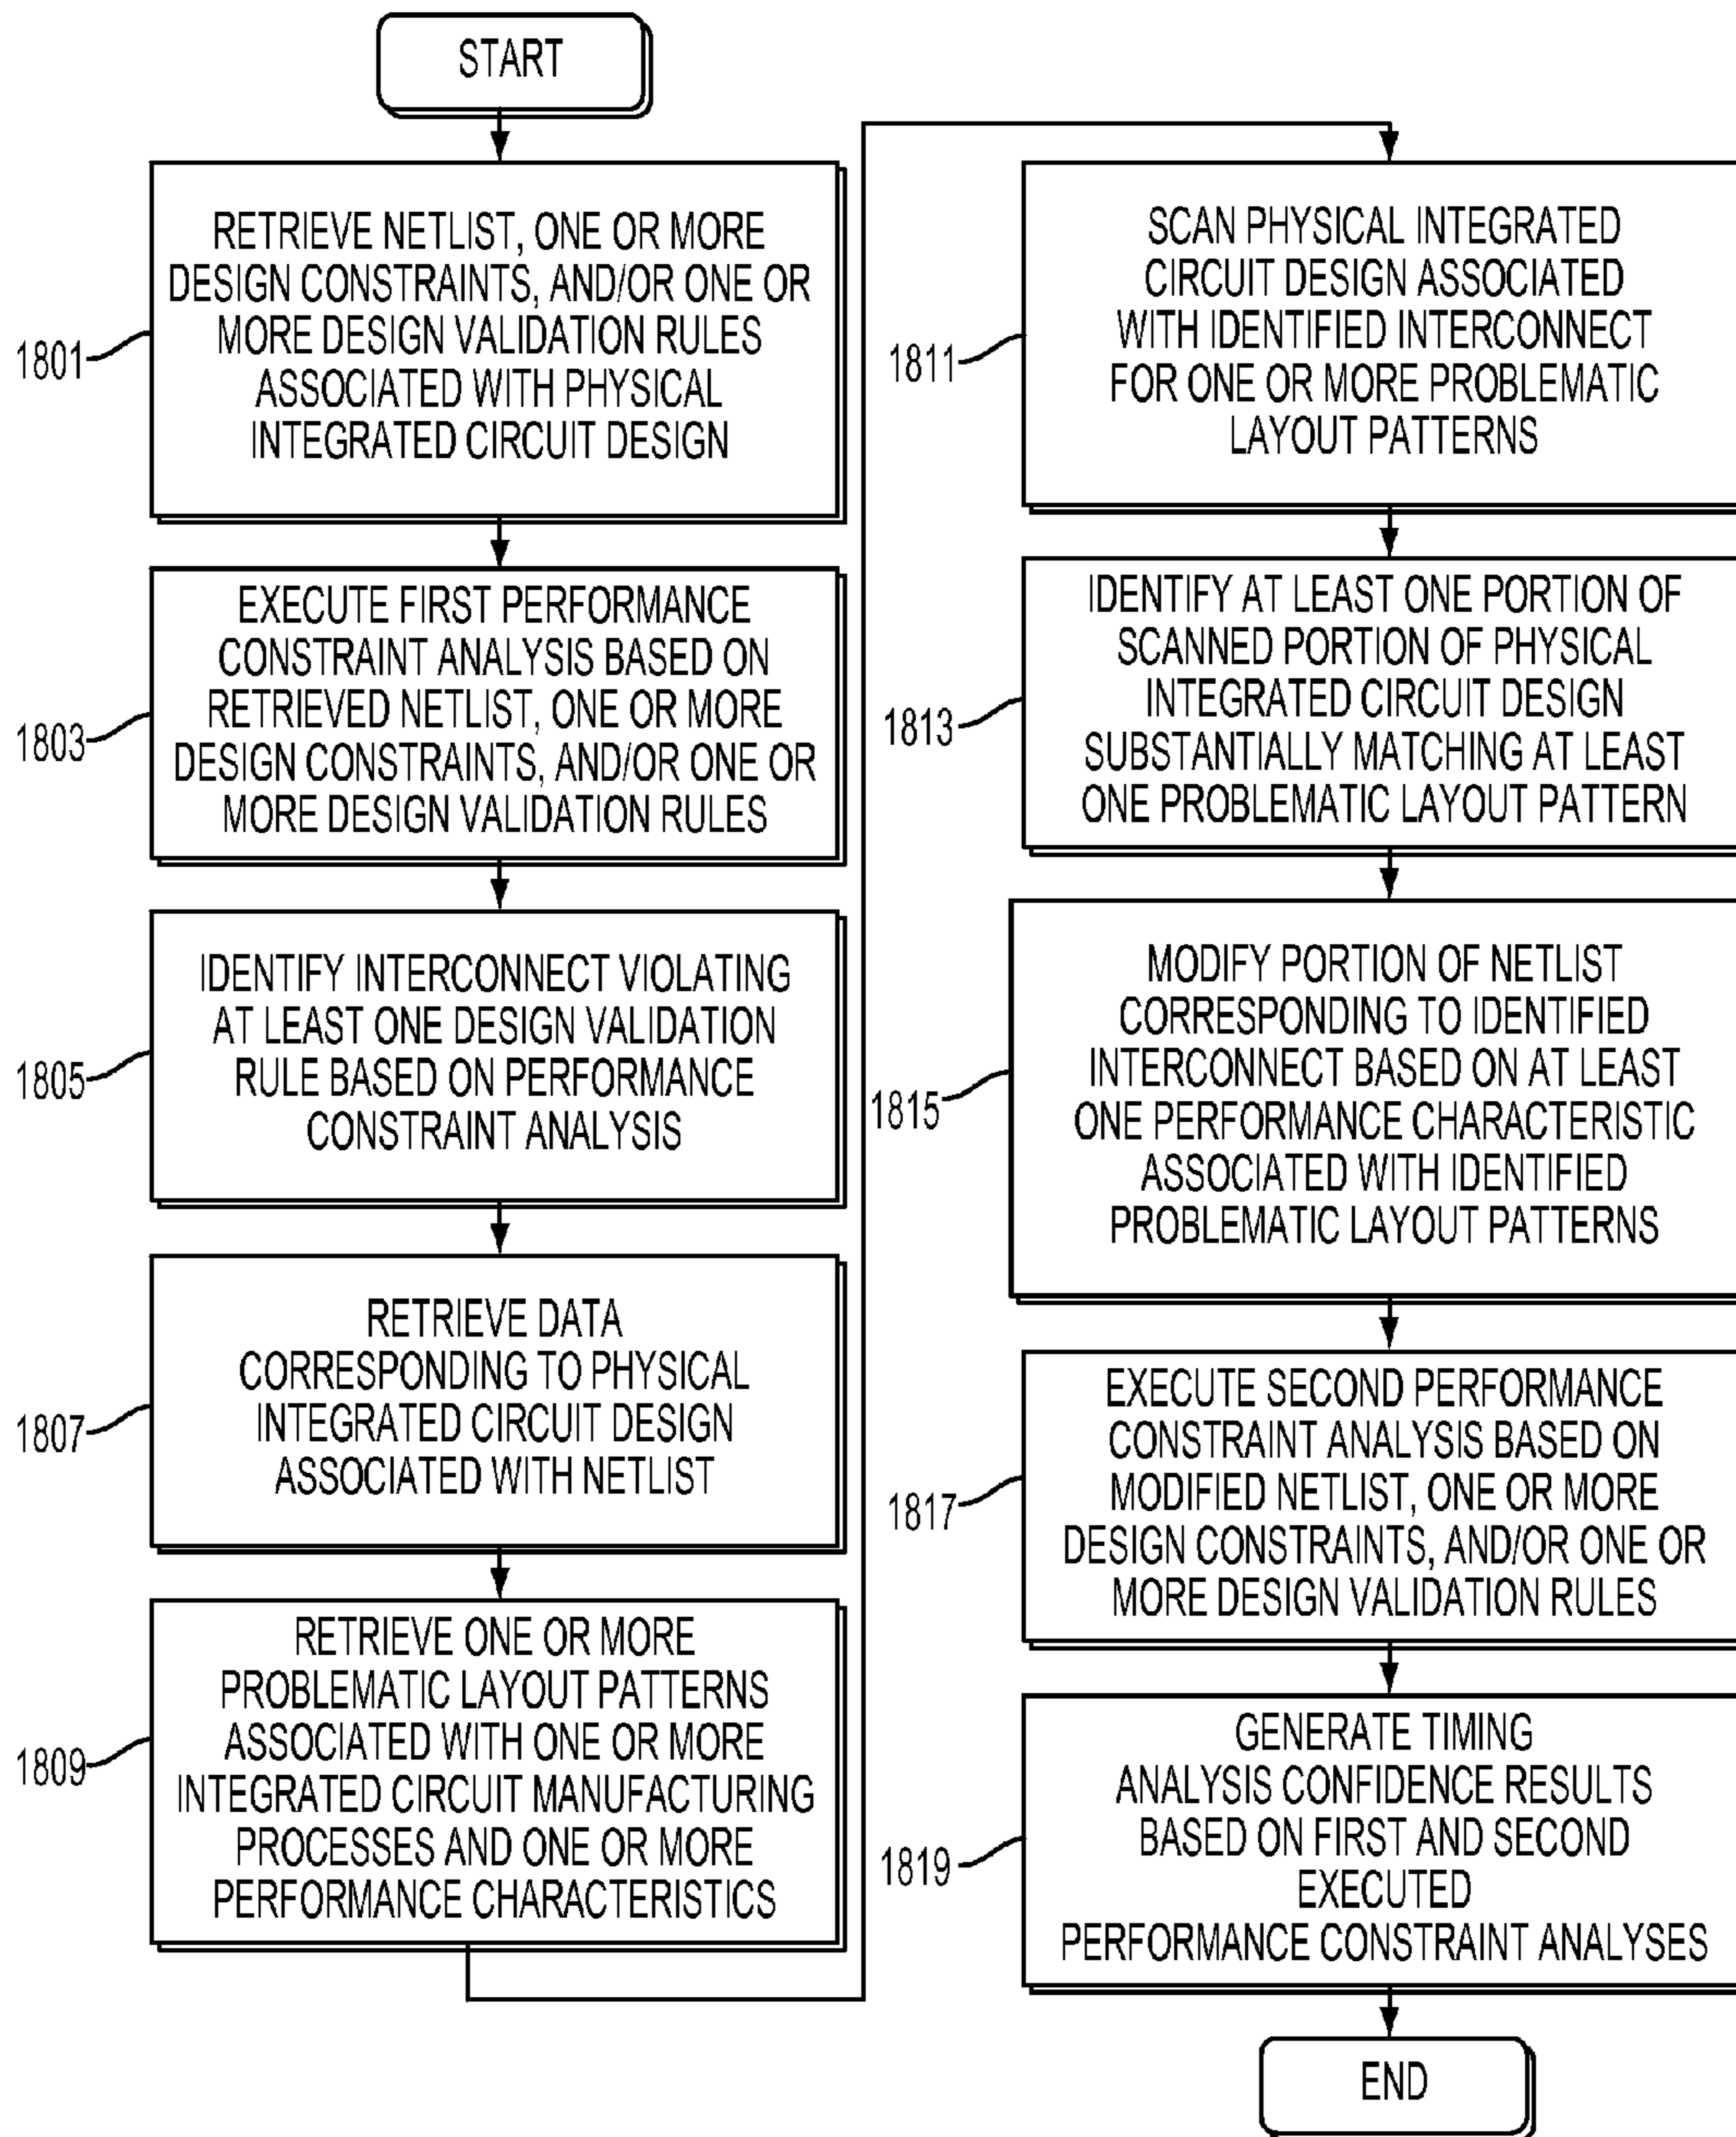 START
RETRIEVE NETLIST, ONE OR MORE
DESIGN CONSTRAINTS, AND/OR ONE OR
MORE DESIGN VALIDATION RULES
ASSOCIATED WITH PHYSICAL
INTEGRATED CIRCUIT DESIGN
1801
EXECUTE FIRST PERFORMANCE
CONSTRAINT ANALYSIS BASED ON
RETRIEVED NETLIST, ONE OR MORE
DESIGN CONSTRAINTS, AND/OR ONE OR
MORE DESIGN VALIDATION RULES
1803
IDENTIFY INTERCONNECT VIOLATING
AT LEAST ONE DESIGN VALIDATION
RULE BASED ON PERFORMANCE
CONSTRAINT ANALYSIS
1805
RETRIEVE DATA
CORRESPONDING TO PHYSICAL
INTEGRATED CIRCUIT DESIGN
ASSOCIATED WITH NETLIST
1807
RETRIEVE ONE OR MORE
PROBLEMATIC LAYOUT PATTERNS
ASSOCIATED WITH ONE OR MORE
INTEGRATED CIRCUIT MANUFACTURING
PROCESSES AND ONE OR MORE
PERFORMANCE CHARACTERISTICS
1809
SCAN PHYSICAL INTEGRATED
CIRCUIT DESIGN ASSOCIATED
WITH IDENTIFIED INTERCONNECT
FOR ONE OR MORE PROBLEMATIC
LAYOUT PATTERNS
1811
IDENTIFY AT LEAST ONE PORTION OF
SCANNED PORTION OF PHYSICAL
INTEGRATED CIRCUIT DESIGN
SUBSTANTIALLY MATCHING AT LEAST
ONE PROBLEMATIC LAYOUT PATTERN
1813
MODIFY PORTION OF NETLIST
CORRESPONDING TO IDENTIFIED
INTERCONNECT BASED ON AT LEAST
ONE PERFORMANCE CHARACTERISTIC
ASSOCIATED WITH IDENTIFIED
PROBLEMATIC LAYOUT PATTERNS
1815
EXECUTE SECOND PERFORMANCE
CONSTRAINT ANALYSIS BASED ON
MODIFIED NETLIST, ONE OR MORE
DESIGN CONSTRAINTS, AND/OR ONE OR
MORE DESIGN VALIDATION RULES
1817
GENERATE TIMING
ANALYSIS CONFIDENCE RESULTS
BASED ON FIRST AND SECOND
EXECUTED
PERFORMANCE CONSTRAINT ANALYSES
1819
END